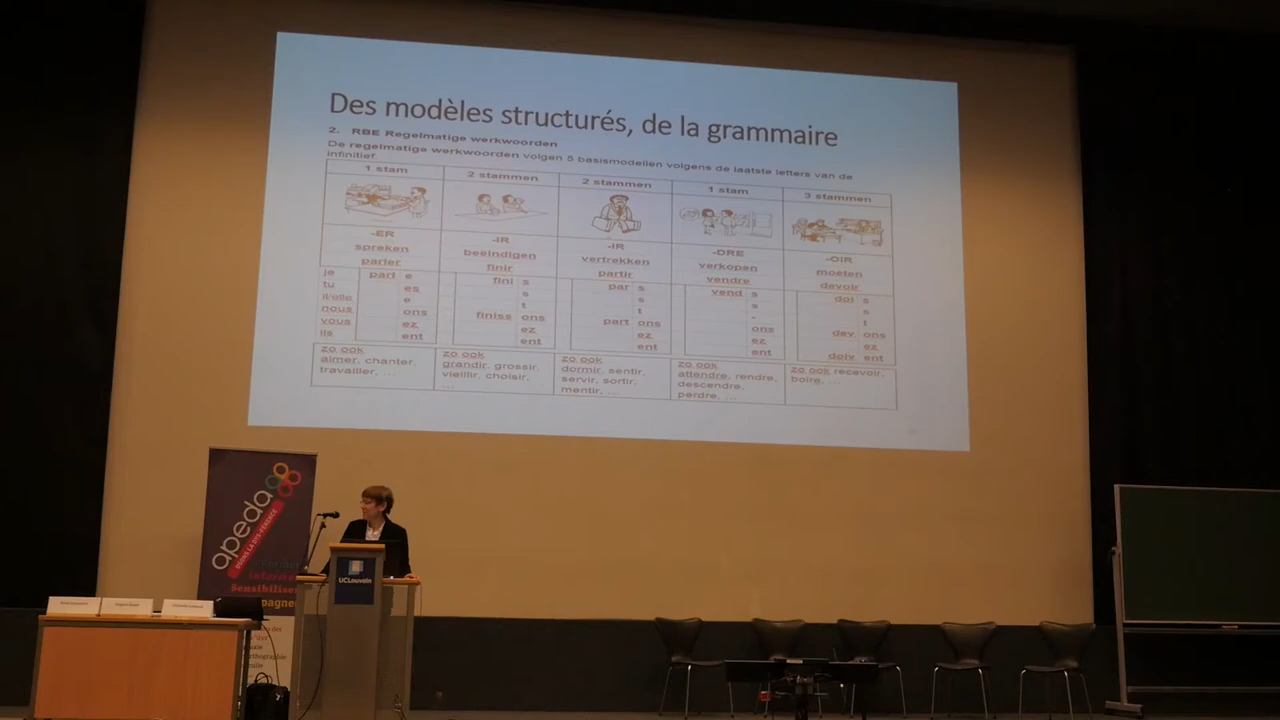 Des modèles structurés, de la grammaire
2. RBE Regelmatige werkwoorden
De regelmatige werkwoorden volgen 5 basismodellen volgens de laatste letters van de
infinitief.
1 stam
2 stammen
2 stammen
1 stam
3 stammen
-ER
spreken
parler
-IR
beëindigen
finir
-IR
vertrekken
partir
-DRE
verkopen
vendre
-OIR
moeten
devoir
je
tu
il/elle
nous
vous
ils
parl e
es
e
ons
ez
ent
fini s
s
t
finiss ons
ez
ent
par s
s
t
part ons
ez
ent
vend s
s
-
ons
ez
ent
doi s
s
t
dev ons
ez
doiv ent
zo ook
aimer, chanter,
travailler, ...
zo ook
grandir, grossir,
vieillir, choisir,
...
zo ook
dormir, sentir,
servir, sortir,
mentir, ...
zo ook
attendre, rendre,
descendre,
perdre, ...
zo ook recevoir,
boire, ...
apeda
DYS
Sensibilise
UCLouvain